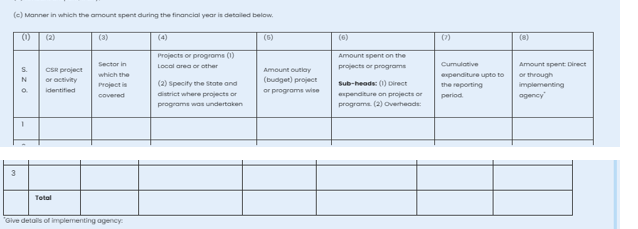 (c) Manner in which the amount spent during the financial year is detailed below.
(1) (2) (3) (4) (5) (6) (7) (8)
S.
N
o.
CSR project
or activity
identified
Sector in
which the
Project is
covered
Projects or programs (1)
Local area or other
(2) Specify the State and
district where projects or
programs was undertaken
Amount outlay
(budget) project
or programs wise
Amount spent on the
projects or programs
Sub-heads: (1) Direct
expenditure on projects or
programs. (2) Overheads:
Cumulative
expenditure upto to
the reporting
period.
Amount spent: Direct
or through
implementing
agency*
1
3
Total
*Give details of implementing agency: